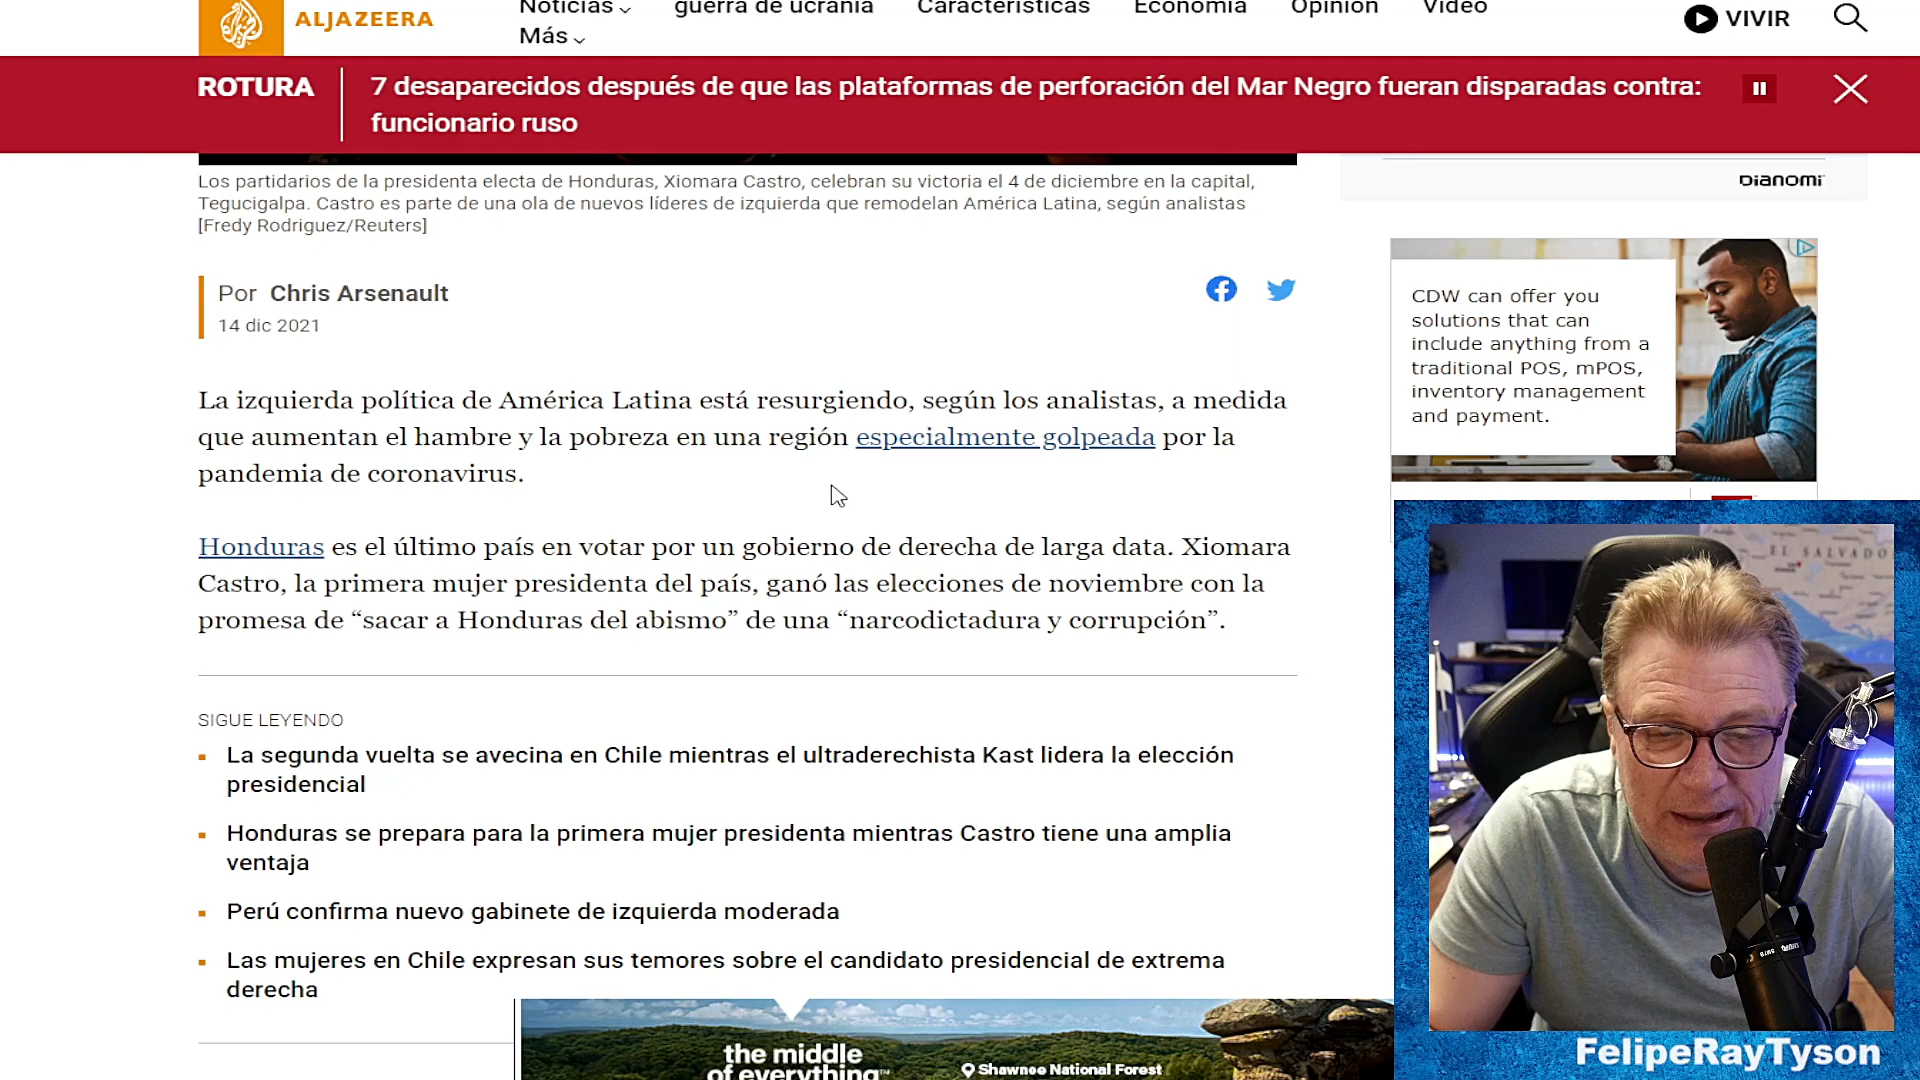 ALJAZEERA
Noticias
guerra de ucrania
Características
Economía
Opinión
Video
Más
VIVIR
ROTURA
7 desaparecidos después de que las plataformas de perforación del Mar Negro fueran disparadas contra:
funcionario ruso
Los partidarios de la presidenta electa de Honduras, Xiomara Castro, celebran su victoria el 4 de diciembre en la capital,
Tegucigalpa. Castro es parte de una ola de nuevos líderes de izquierda que remodelan América Latina, según analistas
[Fredy Rodriguez/Reuters]
DIANOMI
Por Chris Arsenault
14 dic 2021
CDW can offer you
solutions that can
include anything from a
traditional POS, mPOS,
inventory management
and payment.
La izquierda política de América Latina está resurgiendo, según los analistas, a medida
que aumentan el hambre y la pobreza en una región especialmente golpeada por la
pandemia de coronavirus.
Honduras es el último país en votar por un gobierno de derecha de larga data. Xiomara
Castro, la primera mujer presidenta del país, ganó las elecciones de noviembre con la
promesa de “sacar a Honduras del abismo” de una “narcodictadura y corrupción”.
SIGUE LEYENDO
La segunda vuelta se avecina en Chile mientras el ultraderechista Kast lidera la elección
presidencial
Honduras se prepara para la primera mujer presidenta mientras Castro tiene una amplia
ventaja
Perú confirma nuevo gabinete de izquierda moderada
Las mujeres en Chile expresan sus temores sobre el candidato presidencial de extrema
derecha
the middle
of everything™
Shawnee National Forest
EL SALVADOR
FelipeRayTyson